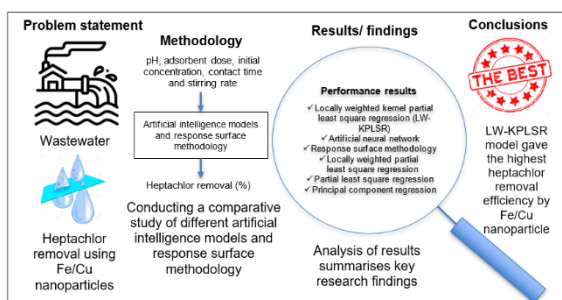 Problem statement
Wastewater
Heptachlor
removal using
Fe/Cu
nanoparticles
Methodology
pH, adsorbent dose, initial
concentration, contact time
and stirring rate
Artificial intelligence models
and response surface
methodology
Heptachlor removal (%)
Conducting a comparative
study of different artificial
intelligence models and
response surface
methodology
Results/ findings
Performance results
✓Locally weighted kernel partial
least square regression (LW-
KPLSR)
✓Artificial neural network
✓Response surface methodology
✓Locally weighted partial
least square regression
✓Partial least square regression
✓Principal component regression
Analysis of results
summarises key
research findings
Conclusions
THE BEST
LW-KPLSR
model gave the
highest
heptachlor
removal
efficiency by
Fe/Cu
nanoparticle